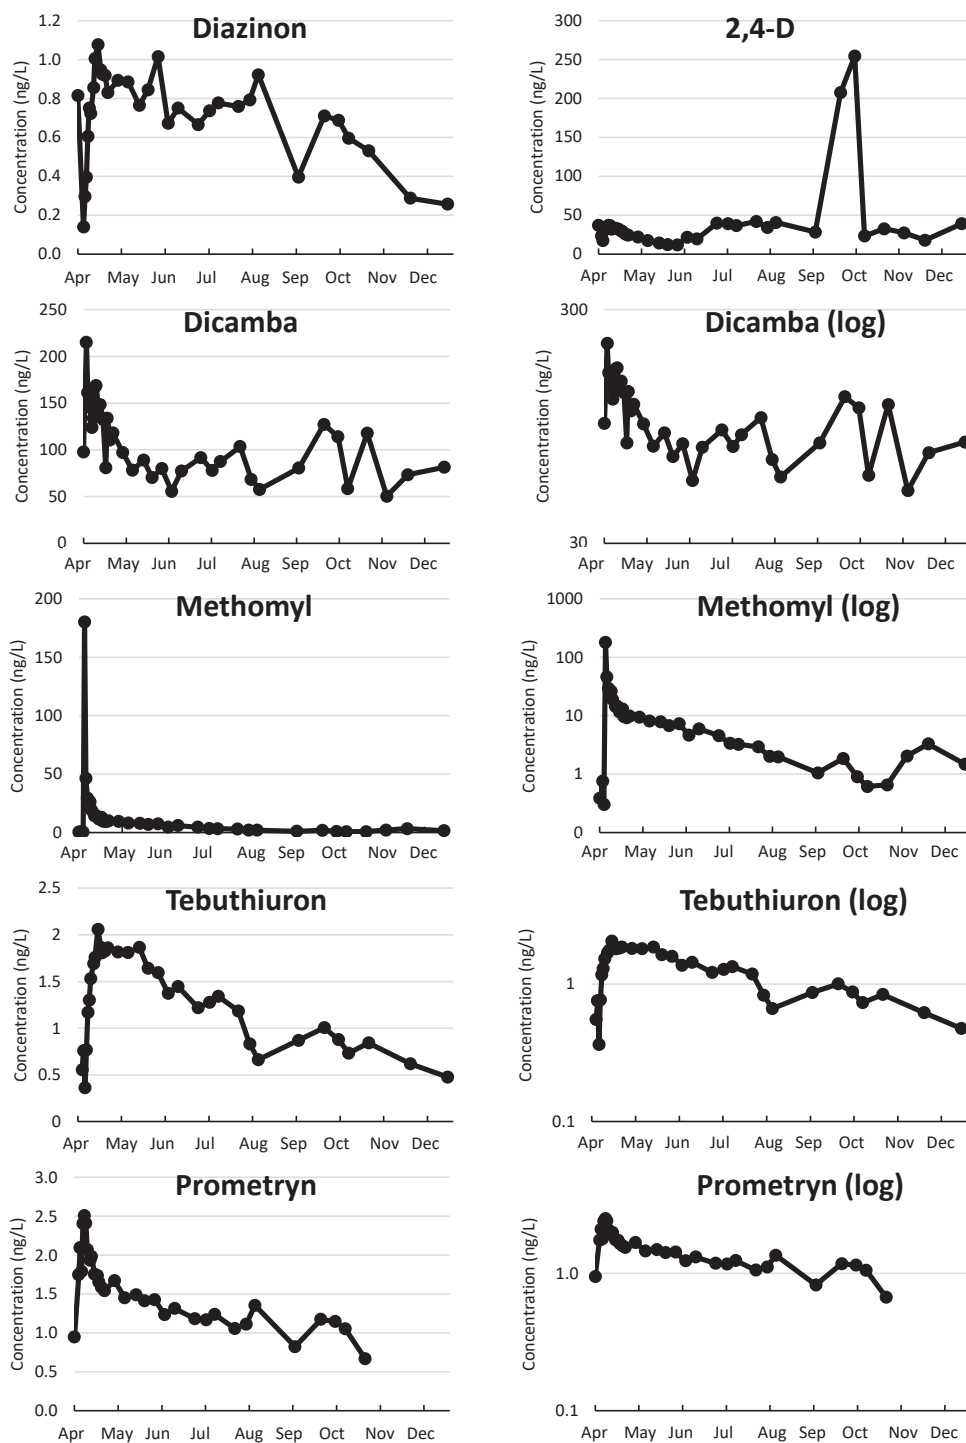 Diazinon
Concentration (ng/L)
1.2
1.0
0.8
0.6
0.4
0.2
0.0
Apr May Jun Jul Aug Sep Oct Nov Dec
2,4-D
Concentration (ng/L)
300
250
200
150
100
50
0
Apr May Jun Jul Aug Sep Oct Nov Dec
Dicamba
Concentration (ng/L)
250
200
150
100
50
0
Apr May Jun Jul Aug Sep Oct Nov Dec
Dicamba (log)
Concentration (ng/L)
300
30
Apr May Jun Jul Aug Sep Oct Nov Dec
Methomyl
Concentration (ng/L)
200
150
100
50
0
Apr May Jun Jul Aug Sep Oct Nov Dec
Methomyl (log)
Concentration (ng/L)
1000
100
10
1
0
Apr May Jun Jul Aug Sep Oct Nov Dec
Tebuthiuron
Concentration (ng/L)
2.5
2
1.5
1
0.5
0
Apr May Jun Jul Aug Sep Oct Nov Dec
Tebuthiuron (log)
Concentration (ng/L)
1
0.1
Apr May Jun Jul Aug Sep Oct Nov Dec
Prometryn
Concentration (ng/L)
3.0
2.5
2.0
1.5
1.0
0.5
0.0
Apr May Jun Jul Aug Sep Oct Nov Dec
Prometryn (log)
Concentration (ng/L)
1.0
0.1
Apr May Jun Jul Aug Sep Oct Nov Dec